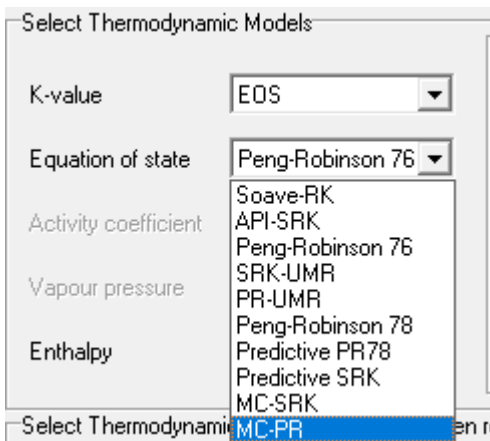 Select Thermodynamic Models
K-value EOS
Equation of state Peng-Robinson 76
Soave-RK
Activity coefficient API-SRK
Peng-Robinson 76
SRK-UMR
Vapour pressure PR-UMR
Peng-Robinson 78
Enthalpy Predictive PR78
Predictive SRK
MC-SRK
Select Thermodynami MC-PR en r